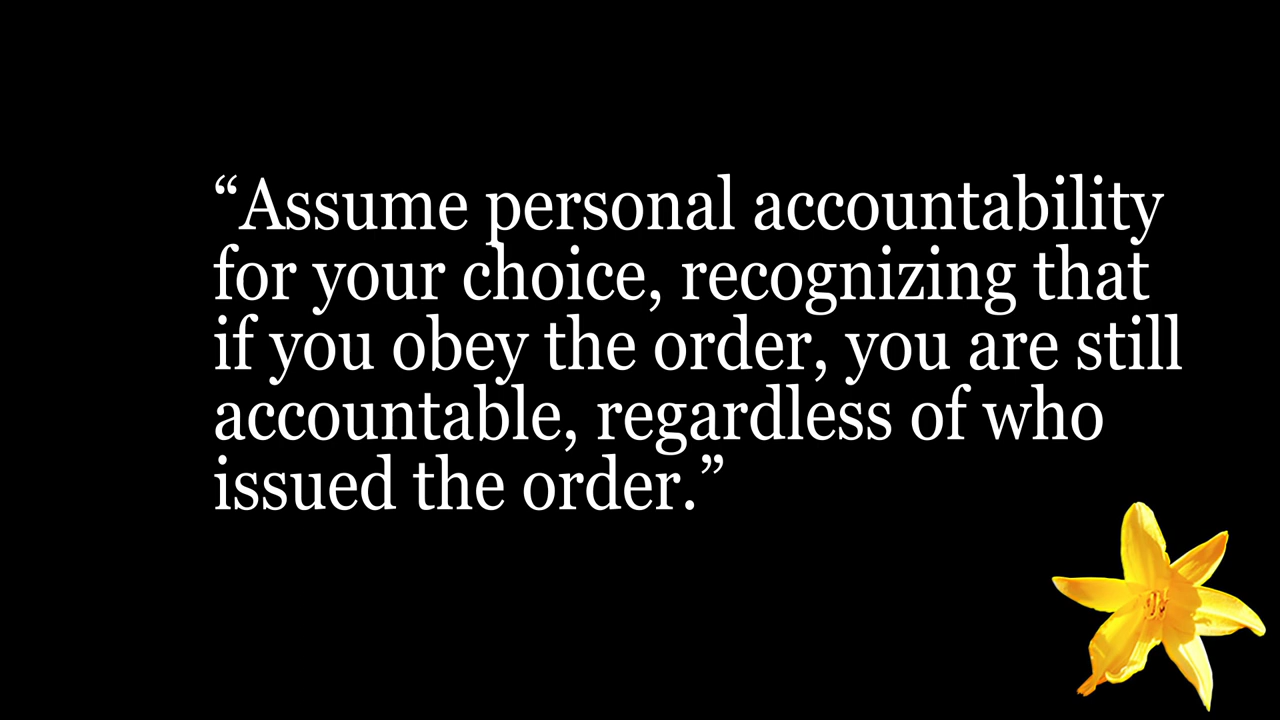 “Assume personal accountability
for your choice, recognizing that
if you obey the order, you are still
accountable, regardless of who
issued the order.”